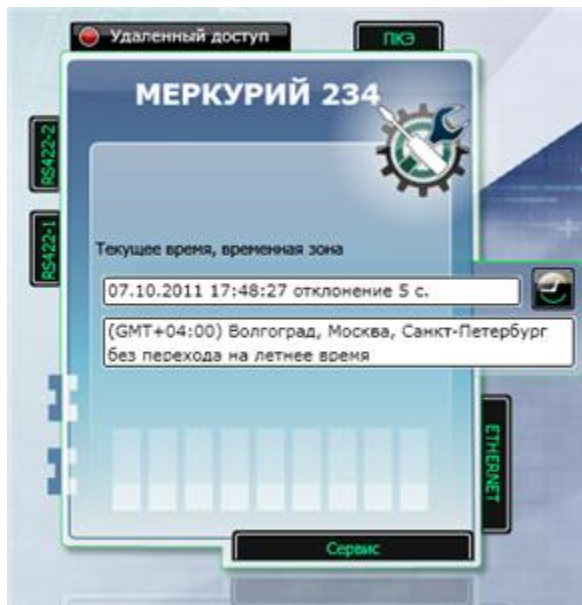 Удаленный доступ
ПКЭ
МЕРКУРИЙ 234
RS422-2
RS422-1
Текущее время, временная зона
07.10.2011 17:48:27 отклонение 5 с.
(GMT+04:00) Волгоград, Москва, Санкт-Петербург
без перехода на летнее время
ETHERNET
Сервис